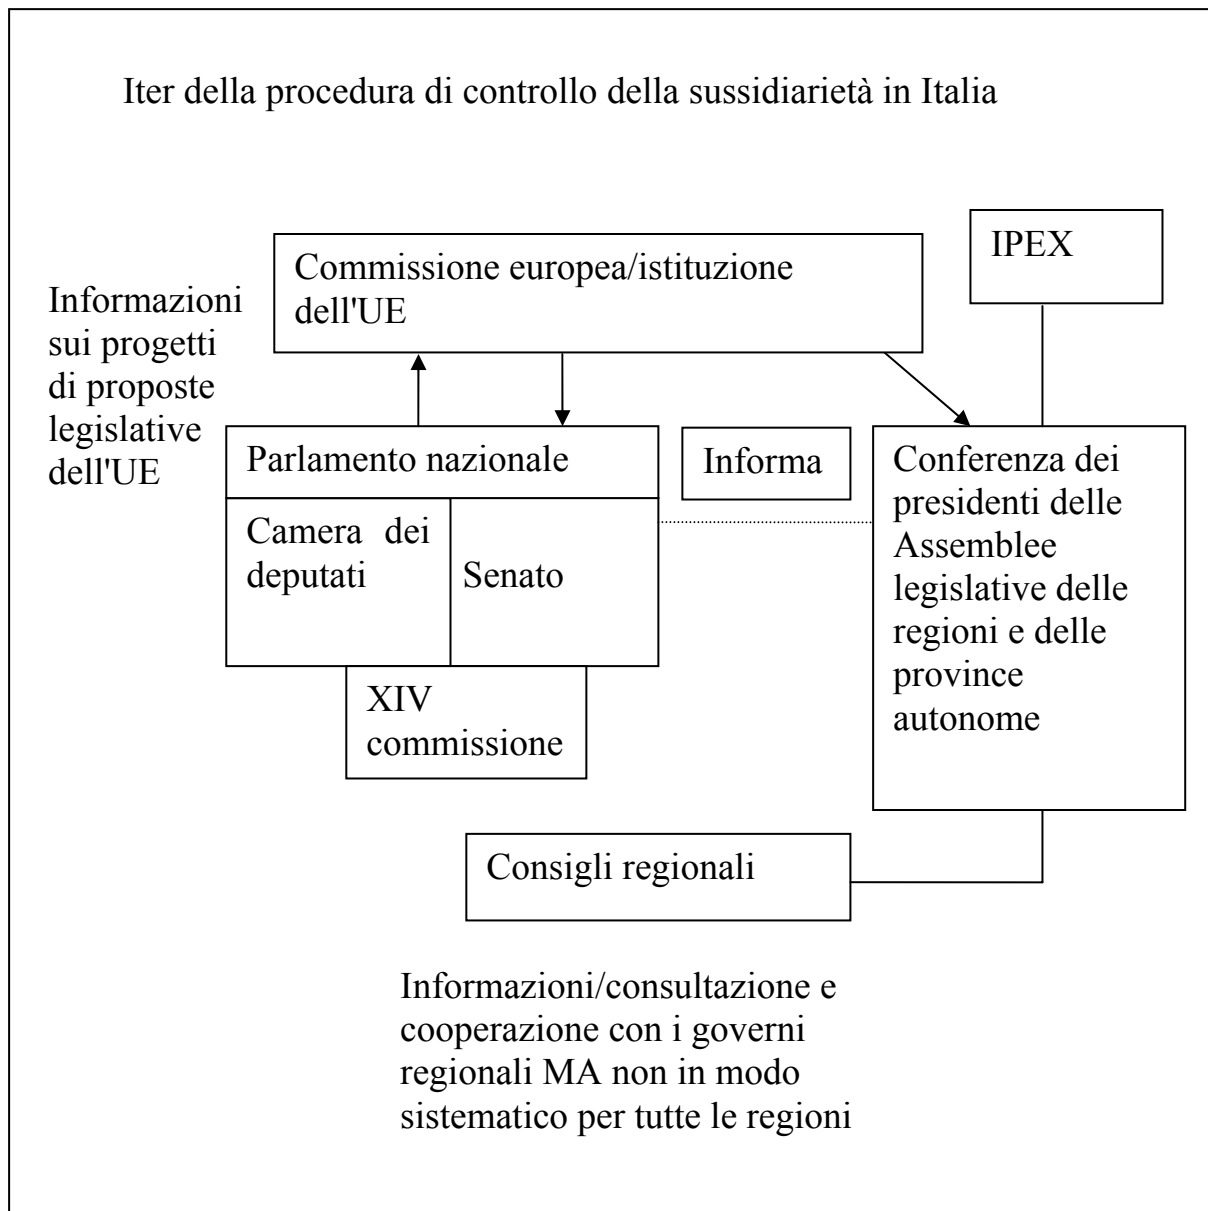 Iter della procedura di controllo della sussidiarietà in Italia
IPEX
Commissione europea/istituzione
dell'UE
Informazioni
sui progetti
di proposte
legislative
dell'UE
Parlamento nazionale
Camera dei
deputati
Senato
XIV
commissione
Informa
Conferenza dei
presidenti delle
Assemblee
legislative delle
regioni e delle
province
autonome
Consigli regionali
Informazioni/consultazione e
cooperazione con i governi
regionali MA non in modo
sistematico per tutte le regioni